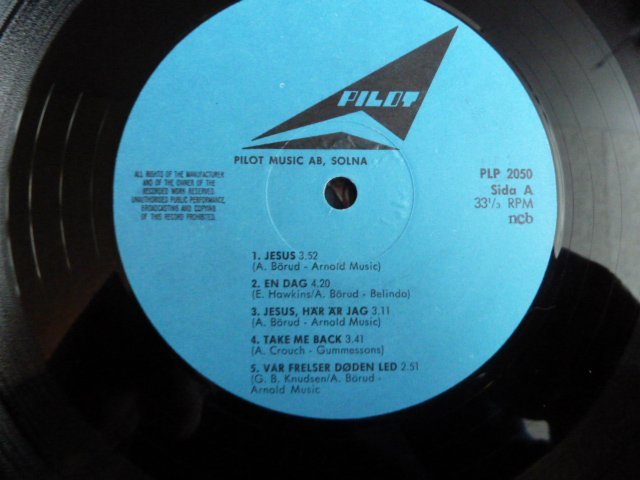 PILOT
PILOT MUSIC AB, SOLNA
ALL RIGHTS OF THE MANUFACTURER
AND OF THE OWNER OF THE
RECORDED WORK RESERVED.
UNAUTHORISED PUBLIC PERFORMANCE,
BROADCASTING AND COPYING
OF THIS RECORD PROHIBITED.
PLP 2050
Sida A
33 1/3 RPM
ncb
1. JESUS 3.52
(A. Börud - Arnold Music)
2. EN DAG 4.20
(E. Hawkins/A. Börud - Belinda)
3. JESUS, HÄR ÄR JAG 3.11
(A. Börud - Arnold Music)
4. TAKE ME BACK 3.41
(A. Crouch - Gummessons)
5. VÅR FRELSER DØDEN LED 2.51
(G. B. Knudsen/A. Börud -
Arnold Music